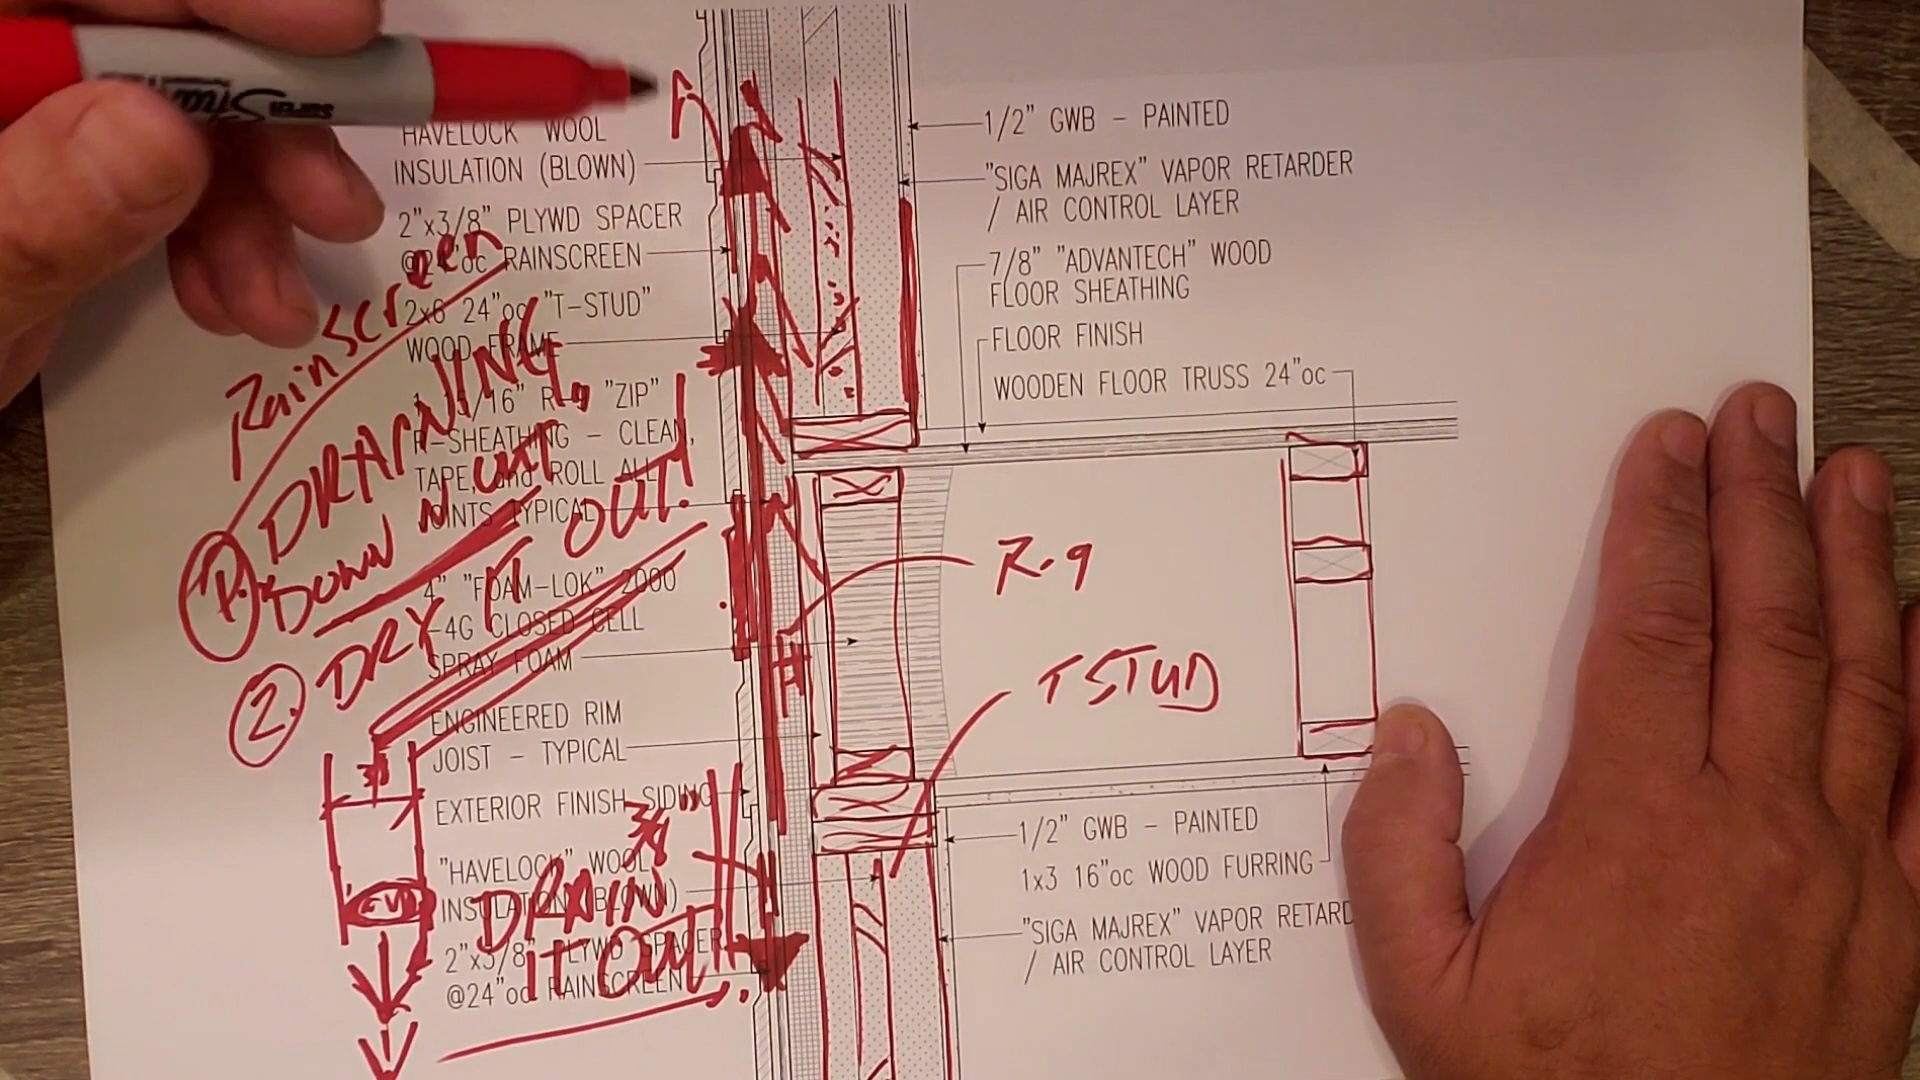 Sharpie
HAVELOCK WOOL
INSULATION (BLOWN)
2"x3/8" PLYWD SPACER
@24"oc RAINSCREEN
2x6 24"oc "T-STUD"
WOOD FRAME
"ZIP"
R-SHEATHING - CLEAN,
TAPE, and ROLL ALL
JOINTS TYPICAL
4" "FOAM-LOK" 2000
-4G CLOSED CELL
SPRAY FOAM
ENGINEERED RIM
JOIST - TYPICAL
EXTERIOR FINISH SIDING
"HAVELOCK" WOOL
INSULATION (BLOWN)
2"x3/8" PLYWD SPACER
@24"oc RAINSCREEN
Rainscreen
1. DRAINING
DOWN N OUT
2. DRY IT OUT!
3/8
3/8"
DRAIN
IT OUT
1/2" GWB - PAINTED
"SIGA MAJREX" VAPOR RETARDER
/ AIR CONTROL LAYER
7/8" "ADVANTECH" WOOD
FLOOR SHEATHING
FLOOR FINISH
WOODEN FLOOR TRUSS 24"oc
R-9
TSTUD
1/2" GWB - PAINTED
1x3 16"oc WOOD FURRING
"SIGA MAJREX" VAPOR RETARD
/ AIR CONTROL LAYER